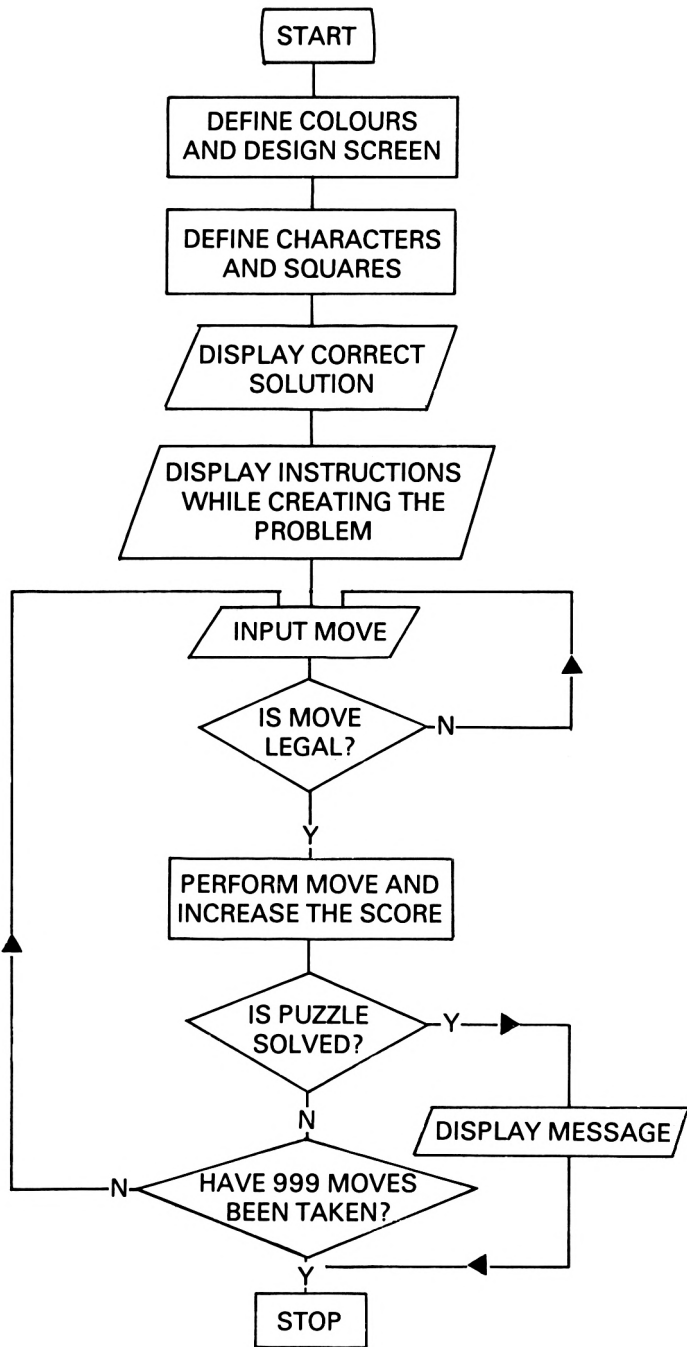 START
DEFINE COLOURS
AND DESIGN SCREEN
DEFINE CHARACTERS
AND SQUARES
DISPLAY CORRECT
SOLUTION
DISPLAY INSTRUCTIONS
WHILE CREATING THE
PROBLEM
INPUT MOVE
IS MOVE
LEGAL?
N
Y
PERFORM MOVE AND
INCREASE THE SCORE
IS PUZZLE
SOLVED?
Y
N
DISPLAY MESSAGE
HAVE 999 MOVES
BEEN TAKEN?
N
Y
STOP